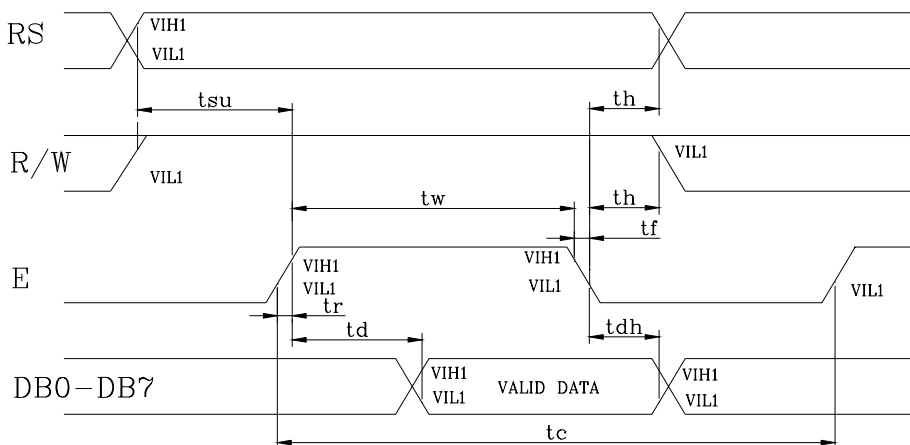 RS
VIH1
VIL1
tsu
th
R/W
VIL1
VIL1
tw
th
tf
E
VIH1
VIL1
VIH1
VIL1
VIL1
tr
td
tdh
DB0-DB7
VIH1
VIL1
VALID DATA
VIH1
VIL1
tc